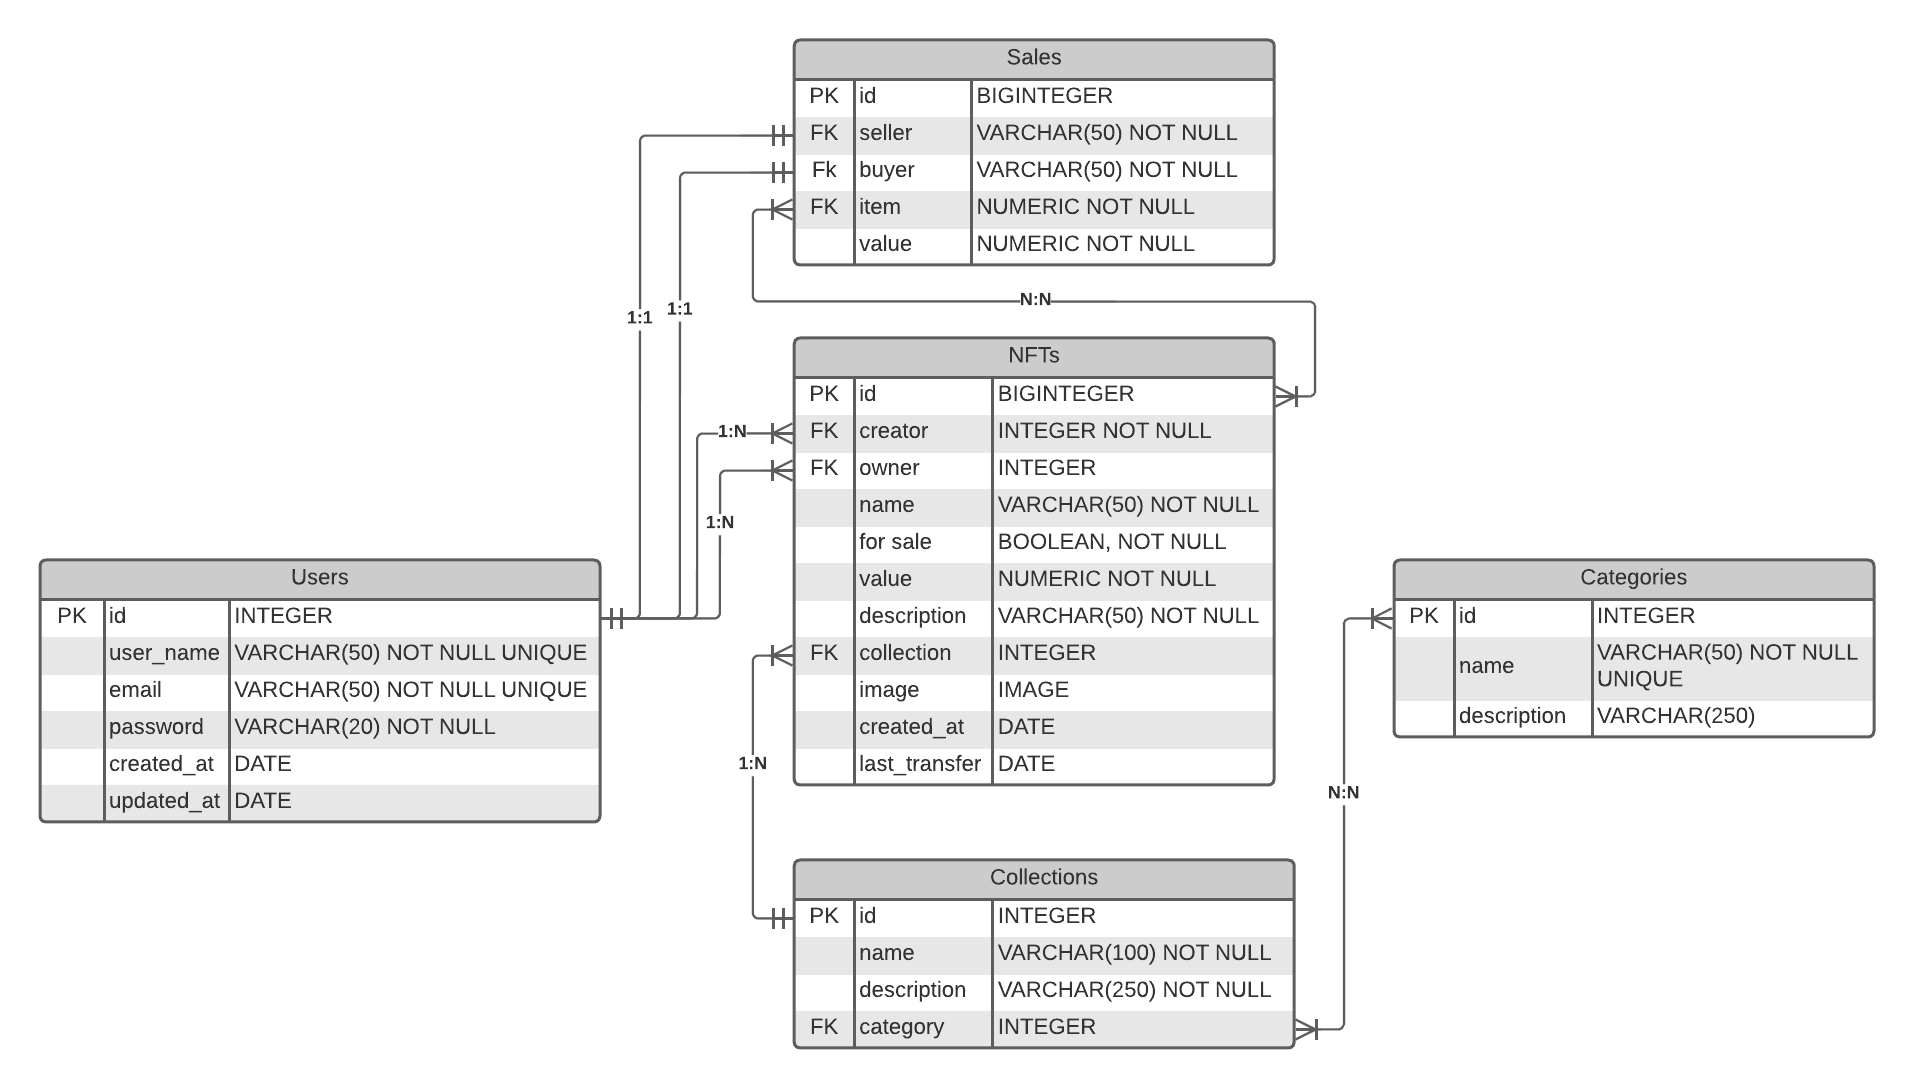 Sales
PK id BIGINTEGER
FK seller VARCHAR(50) NOT NULL
Fk buyer VARCHAR(50) NOT NULL
FK item NUMERIC NOT NULL
value NUMERIC NOT NULL
1:1
1:1
N:N
NFTs
PK id BIGINTEGER
FK creator INTEGER NOT NULL
FK owner INTEGER
name VARCHAR(50) NOT NULL
for sale BOOLEAN, NOT NULL
value NUMERIC NOT NULL
description VARCHAR(50) NOT NULL
FK collection INTEGER
image IMAGE
created_at DATE
last_transfer DATE
1:N
1:N
Users
PK id INTEGER
user_name VARCHAR(50) NOT NULL UNIQUE
email VARCHAR(50) NOT NULL UNIQUE
password VARCHAR(20) NOT NULL
created_at DATE
updated_at DATE
Categories
PK id INTEGER
name VARCHAR(50) NOT NULL
UNIQUE
description VARCHAR(250)
1:N
N:N
Collections
PK id INTEGER
name VARCHAR(100) NOT NULL
description VARCHAR(250) NOT NULL
FK category INTEGER